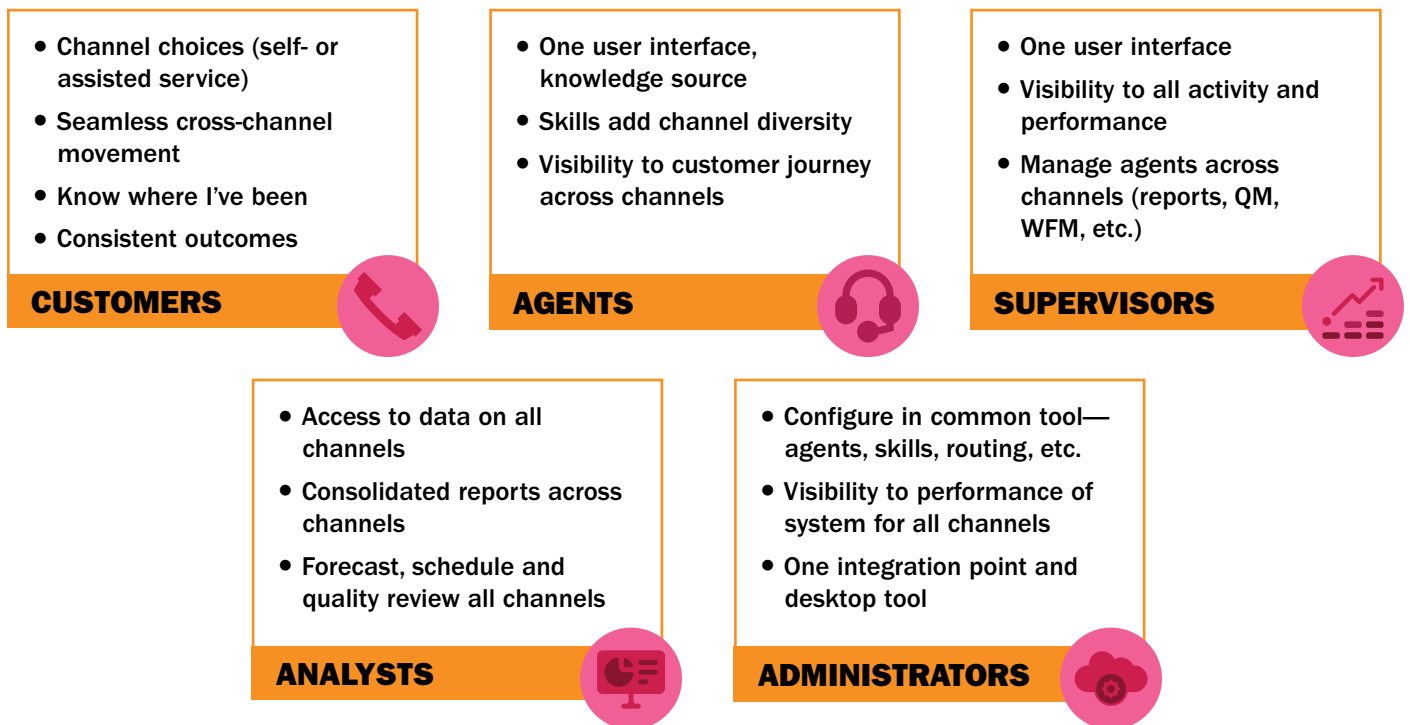 • Channel choices (self- or
assisted service)
• Seamless cross-channel
movement
• Know where I’ve been
• Consistent outcomes
CUSTOMERS
• One user interface,
knowledge source
• Skills add channel diversity
• Visibility to customer journey
across channels
AGENTS
• One user interface
• Visibility to all activity and
performance
• Manage agents across
channels (reports, QM,
WFM, etc.)
SUPERVISORS
• Access to data on all
channels
• Consolidated reports across
channels
• Forecast, schedule and
quality review all channels
ANALYSTS
• Configure in common tool—
agents, skills, routing, etc.
• Visibility to performance of
system for all channels
• One integration point and
desktop tool
ADMINISTRATORS